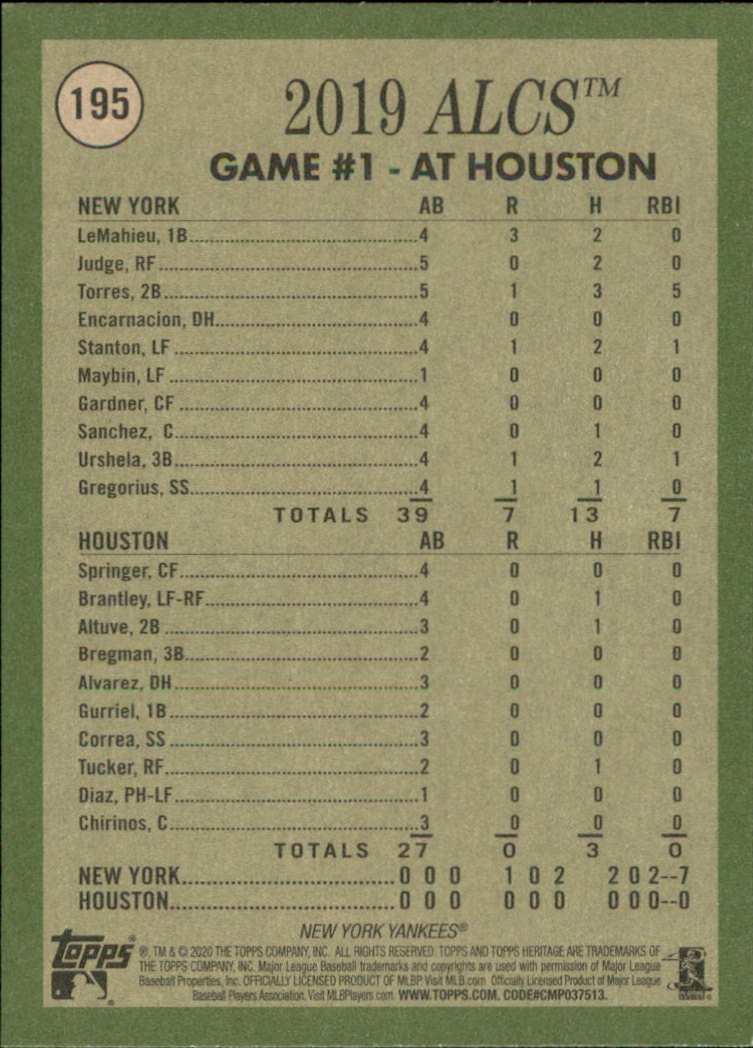 195
2019 ALCS™
GAME #1 - AT HOUSTON
NEW YORK AB R H RBI
LeMahieu, 1B 4 3 2 0
Judge, RF 5 0 2 0
Torres, 2B 5 1 3 5
Encarnacion, DH 4 0 0 0
Stanton, LF 4 1 2 1
Maybin, LF 1 0 0 0
Gardner, CF 4 0 0 0
Sanchez, C 4 0 1 0
Urshela, 3B 4 1 2 1
Gregorius, SS 4 1 1 0
TOTALS 39 7 13 7
HOUSTON AB R H RBI
Springer, CF 4 0 0 0
Brantley, LF-RF 4 0 1 0
Altuve, 2B 3 0 1 0
Bregman, 3B 2 0 0 0
Alvarez, DH 3 0 0 0
Gurriel, 1B 2 0 0 0
Correa, SS 3 0 0 0
Tucker, RF 2 0 1 0
Diaz, PH-LF 1 0 0 0
Chirinos, C 3 0 0 0
TOTALS 27 0 3 0
NEW YORK 0 0 0 1 0 2 2 0 2--7
HOUSTON 0 0 0 0 0 0 0 0 0--0
NEW YORK YANKEES®
topps®
®, TM & © 2020 THE TOPPS COMPANY, INC. ALL RIGHTS RESERVED. TOPPS AND TOPPS HERITAGE ARE TRADEMARKS OF
THE TOPPS COMPANY, INC. Major League Baseball trademarks and copyrights are used with permission of Major League
Baseball Properties, Inc. OFFICIALLY LICENSED PRODUCT OF MLBP Visit MLB.com Officially Licensed Product of Major League
Baseball Players Association. Visit MLBPlayers.com. WWW.TOPPS.COM. CODE#CMP037513.